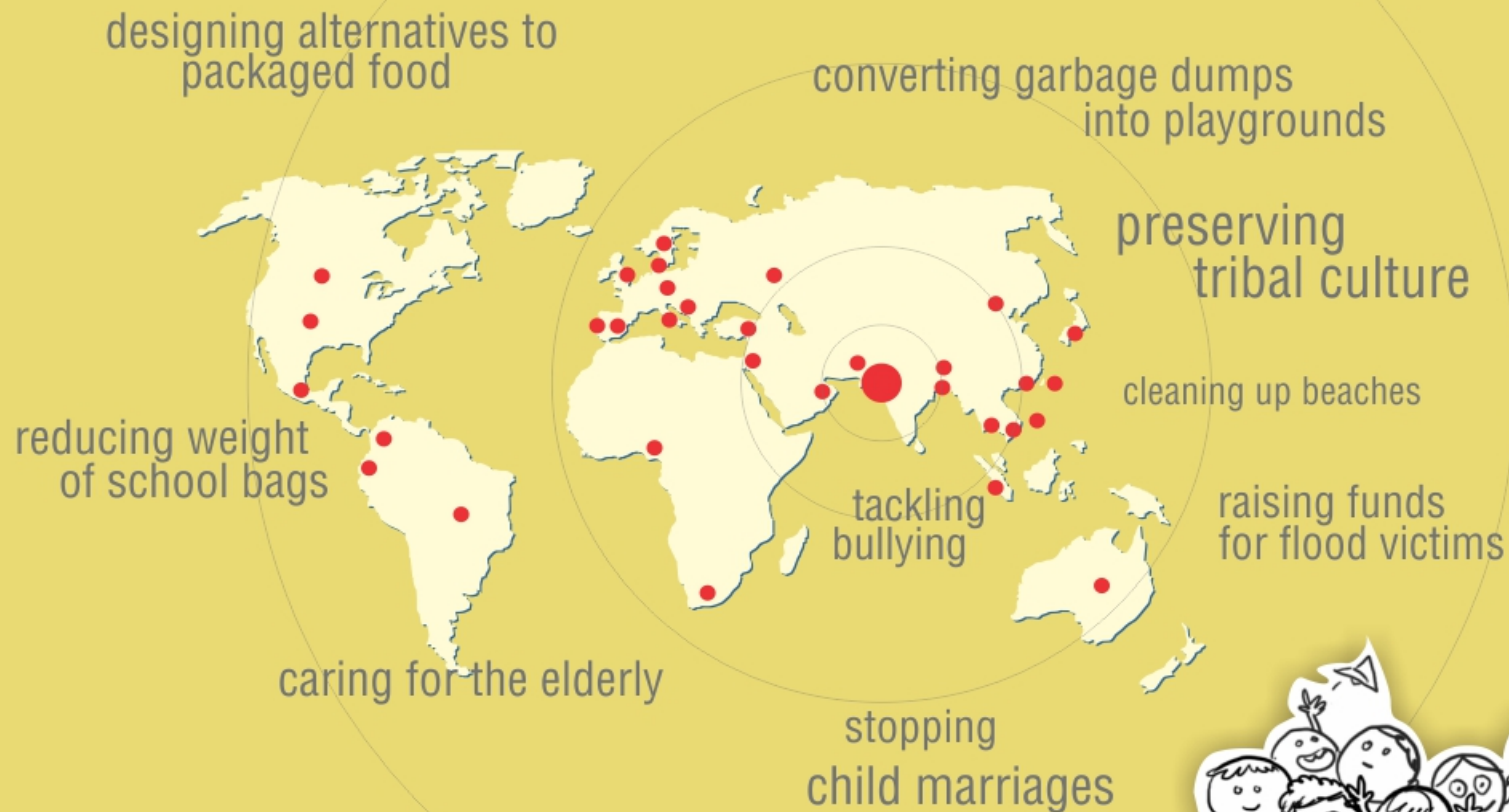 designing alternatives to
packaged food
converting garbage dumps
into playgrounds
preserving
tribal culture
cleaning up beaches
reducing weight
of school bags
tackling
bullying
raising funds
for flood victims
caring for the elderly
stopping
child marriages